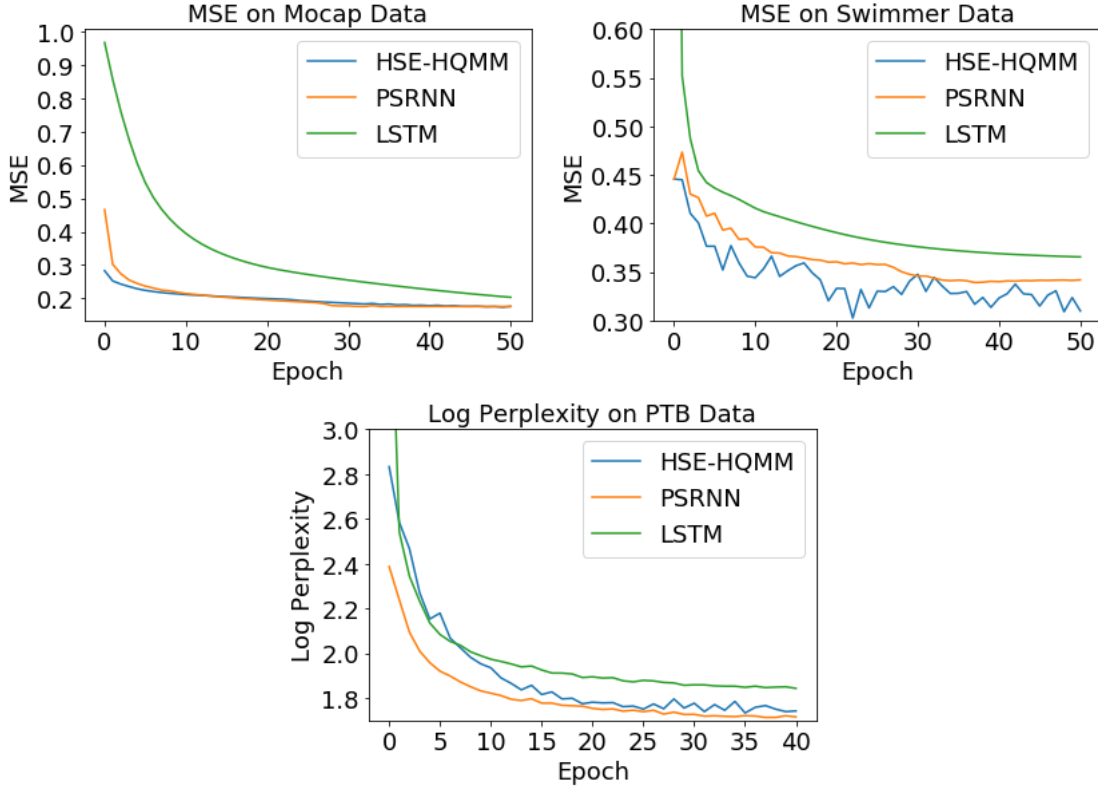 MSE on Mocap Data
1.0
0.9
0.8
0.7
0.6
0.5
0.4
0.3
0.2
MSE
HSE-HQMM
PSRNN
LSTM
0 10 20 30 40 50
Epoch
MSE on Swimmer Data
0.60
0.55
0.50
0.45
0.40
0.35
0.30
MSE
HSE-HQMM
PSRNN
LSTM
0 10 20 30 40 50
Epoch
Log Perplexity on PTB Data
3.0
2.8
2.6
2.4
2.2
2.0
1.8
Log Perplexity
HSE-HQMM
PSRNN
LSTM
0 5 10 15 20 25 30 35 40
Epoch